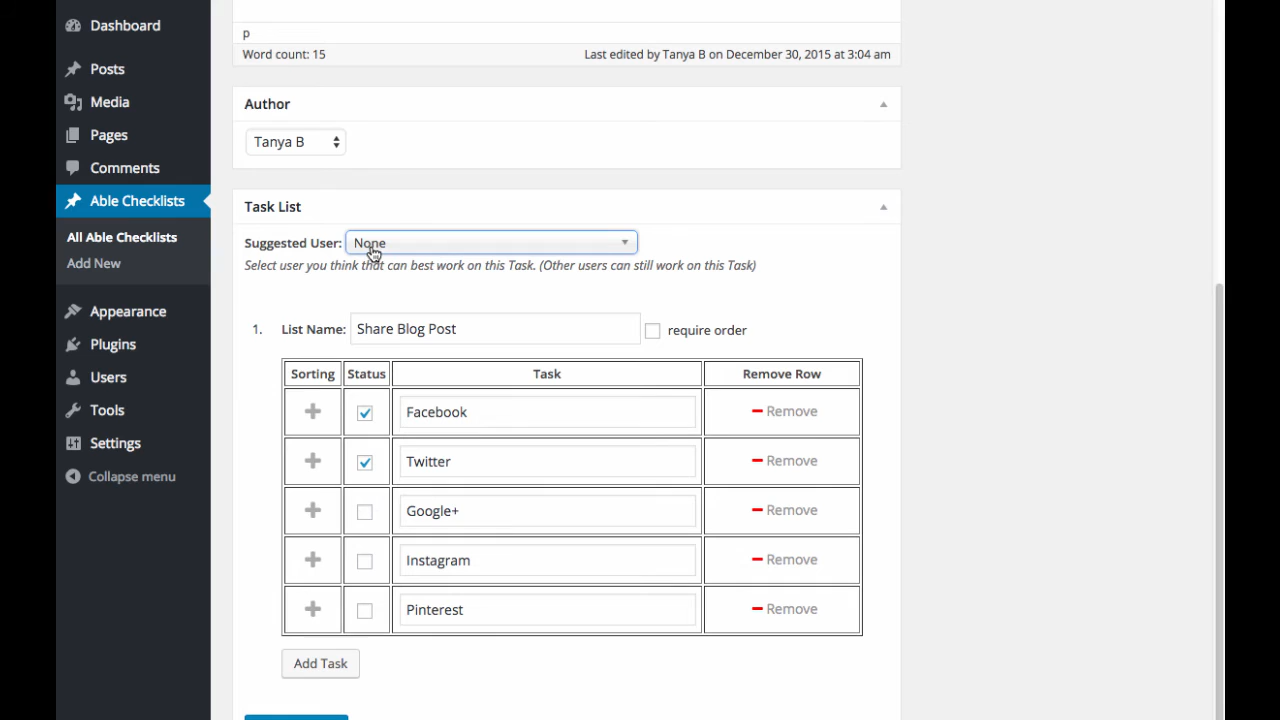 Dashboard
Posts
Media
Pages
Comments
Able Checklists
All Able Checklists
Add New
Appearance
Plugins
Users
Tools
Settings
Collapse menu
p
Word count: 15
Last edited by Tanya B on December 30, 2015 at 3:04 am
Author
Tanya B
Task List
Suggested User: None
Select user you think that can best work on this Task. (Other users can still work on this Task)
1. List Name: Share Blog Post require order
Sorting Status Task Remove Row
Facebook Remove
Twitter Remove
Google+ Remove
Instagram Remove
Pinterest Remove
Add Task